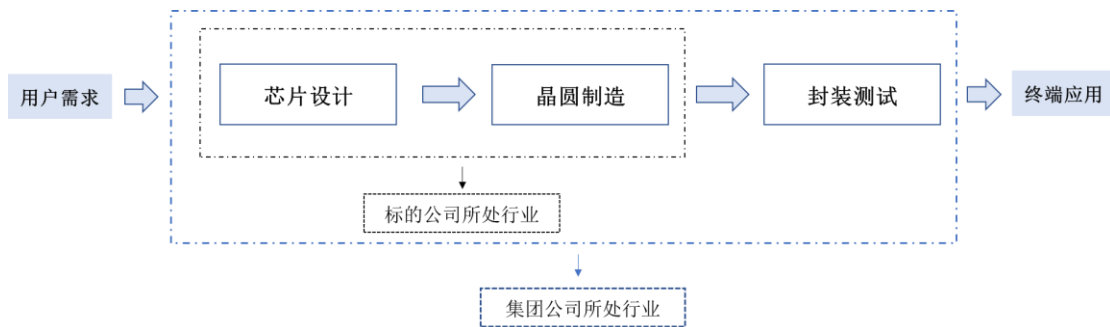 用户需求
芯片设计
晶圆制造
封装测试
终端应用
标的公司所处行业
集团公司所处行业